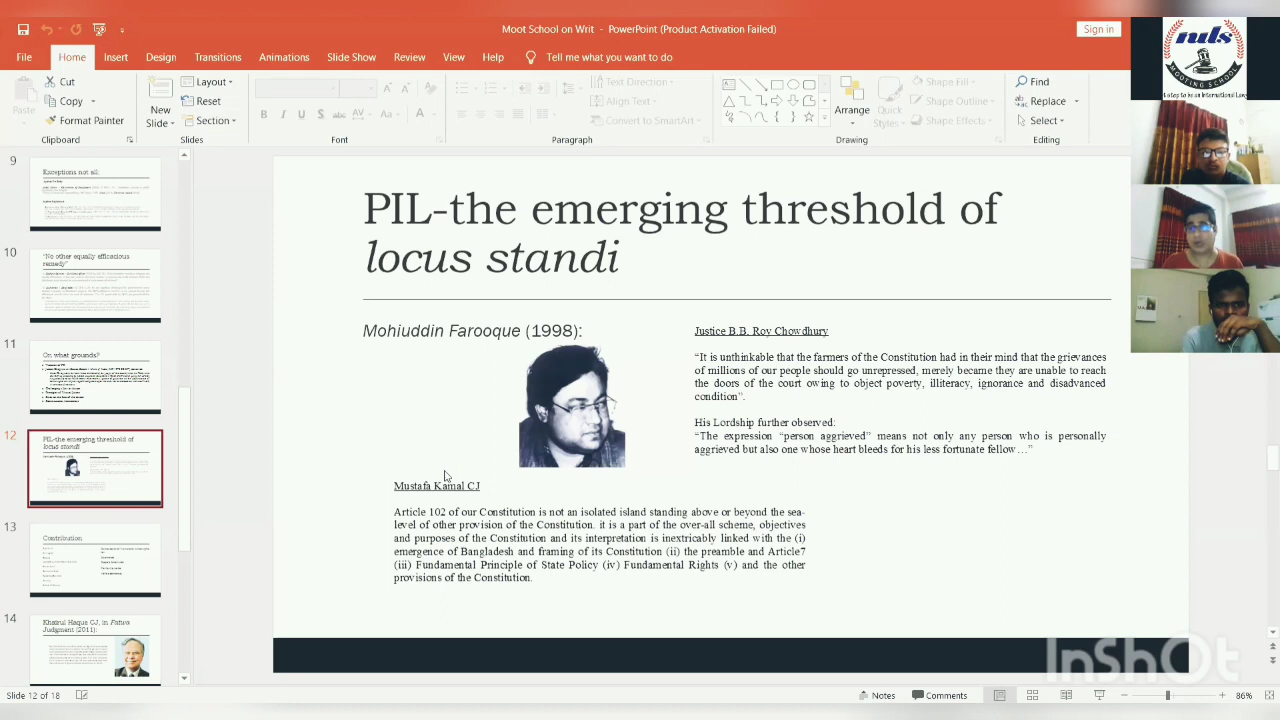 Moot School on Writ - PowerPoint (Product Activation Failed)
Sign in
File Home Insert Design Transitions Animations Slide Show Review View Help Tell me what you want to do
Paste
Cut
Copy
Format Painter
Clipboard
New Slide
Layout
Reset
Section
Slides
Font
Text Direction
Align Text
Convert to SmartArt
Paragraph
Arrange
Quick Styles
Shape Fill
Shape Outline
Shape Effects
Drawing
Find
Replace
Select
Editing
nuls
MOOTING SCHOOL
9
Exceptions not all:
10
"No other equally efficacious
remedy"
11
On what grounds?
12
PIL-the emerging threshold of
locus standi
13
Contribution
14
Khairul Haque CJ, in Fatwa
Judgment (2011):
PIL-the emerging threshold of
locus standi
Mohiuddin Farooque (1998):
Mustafa Kamal CJ
Article 102 of our Constitution is not an isolated island standing above or beyond the sea-
level of other provision of the Constitution. it is a part of the over-all scheme, objectives
and purposes of the Constitution and its interpretation is inextricably linked with the (i)
emergence of Bangladesh and framing of its Constitution (ii) the preamble and Article7
(iii) Fundamental Principle of State Policy (iv) Fundamental Rights (v) and the other
provisions of the Constitution.
Justice B.B. Roy Chowdhury
“It is unthinkable that the farmers of the Constitution had in their mind that the grievances
of millions of our people should go unrepressed, merely became they are unable to reach
the doors of the court owing to object poverty, illiteracy, ignorance and disadvanced
condition”.
His Lordship further observed:
“The expression “person aggrieved” means not only any person who is personally
aggrieved but also one whose heart bleeds for his less fortunate fellow…”
InShOt
Slide 12 of 18
Notes
Comments
86%